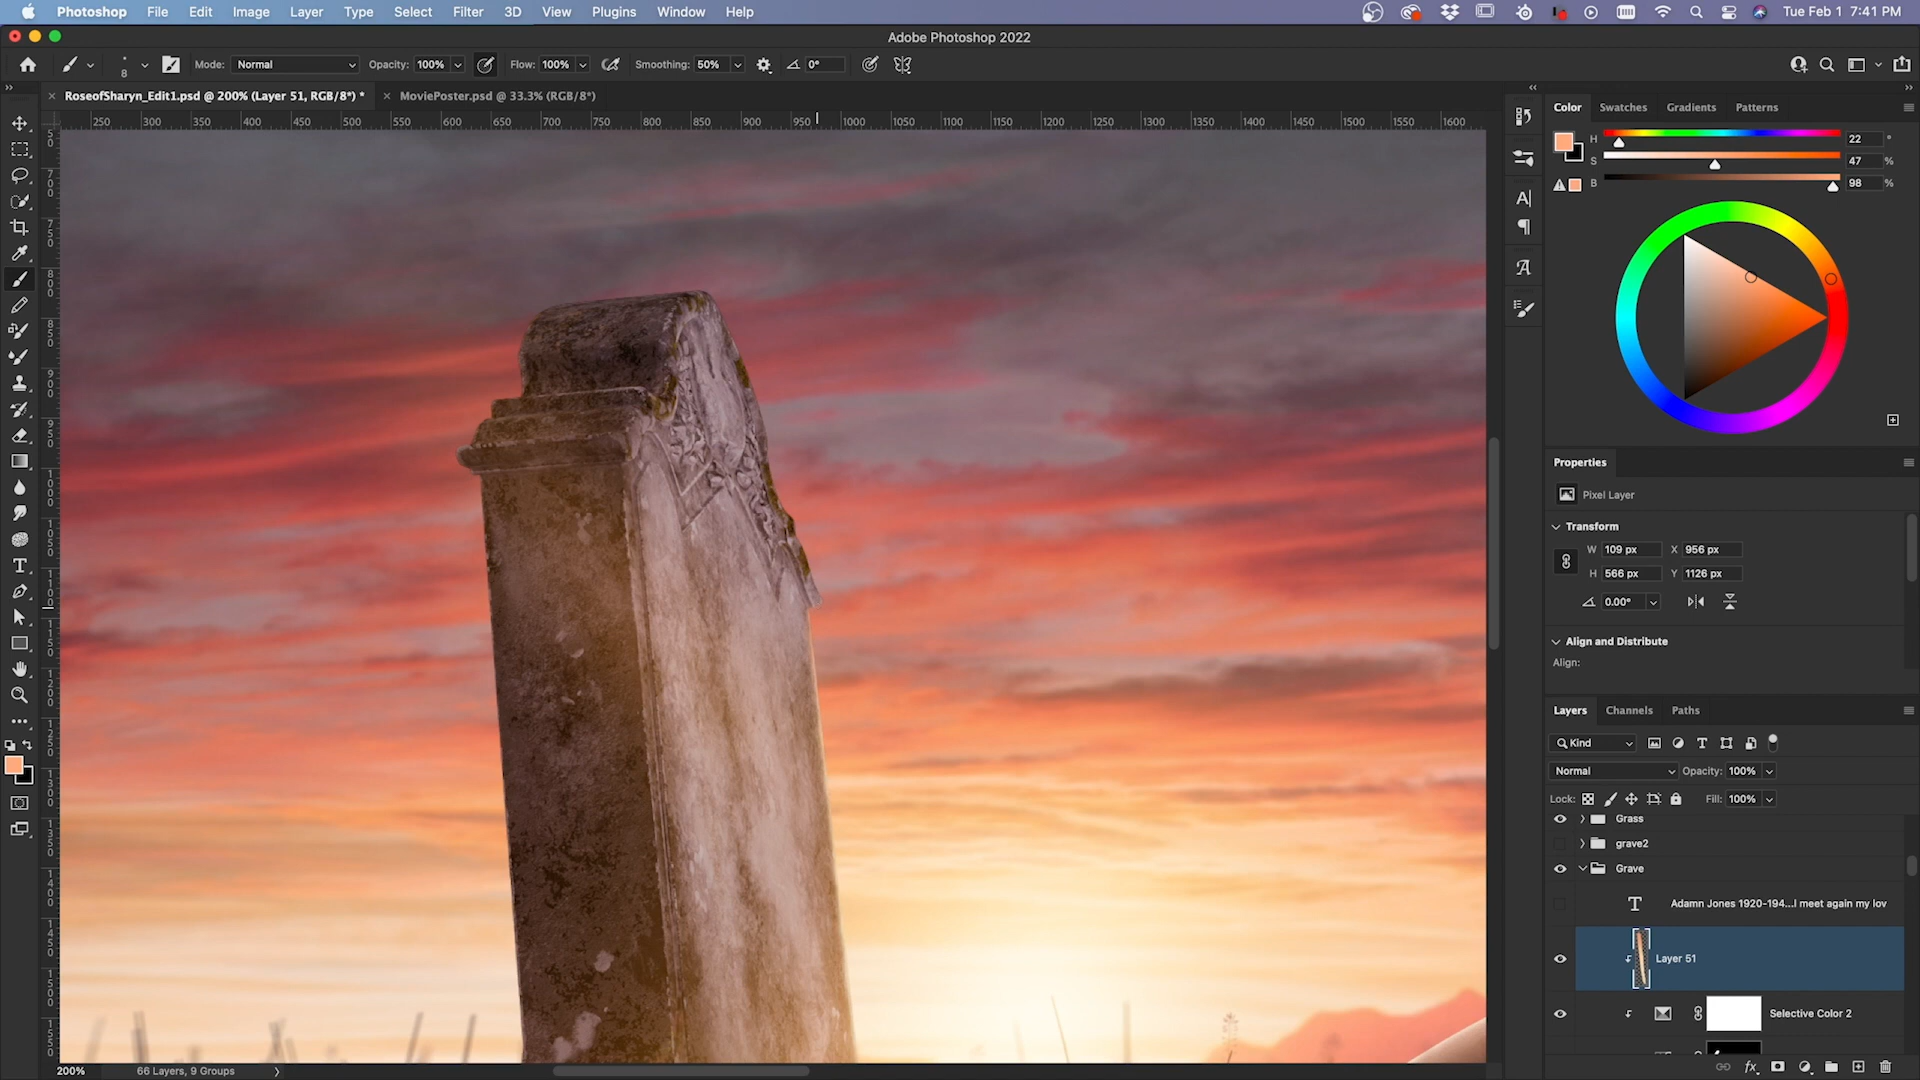 Photoshop File Edit Image Layer Type Select Filter 3D View Plugins Window Help Tue Feb 1 7:41 PM
Adobe Photoshop 2022
8 Mode: Normal Opacity: 100% Flow: 100% Smoothing: 50% 0°
RoseofSharyn_Edit1.psd @ 200% (Layer 51, RGB/8*) * MoviePoster.psd @ 33.3% (RGB/8*)
250 300 350 400 450 500 550 600 650 700 750 800 850 900 950 1000 1050 1100 1150 1200 1250 1300 1350 1400 1450 1500 1550 1600
Color Swatches Gradients Patterns
H 22 °
S 47 %
B 98 %
Properties
Pixel Layer
Transform
W 109 px X 956 px
H 566 px Y 1126 px
0.00°
Align and Distribute
Align:
Layers Channels Paths
Kind
Normal Opacity: 100%
Lock: Fill: 100%
Grass
grave2
Grave
Adamn Jones 1920-194...I meet again my lov
Layer 51
Selective Color 2
200% 66 Layers, 9 Groups